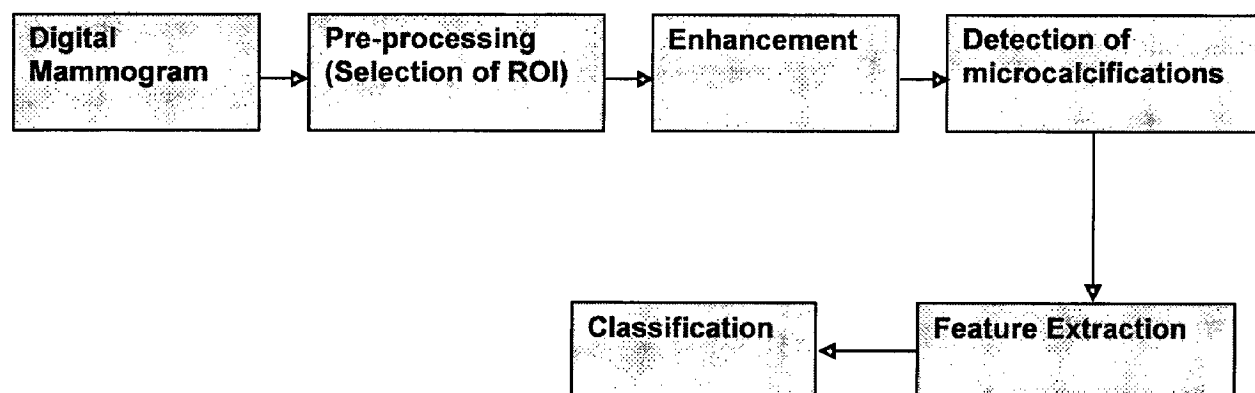 Digital
Mammogram
Pre-processing
(Selection of ROI)
Enhancement
Detection of
microcalcifications
Feature Extraction
Classification